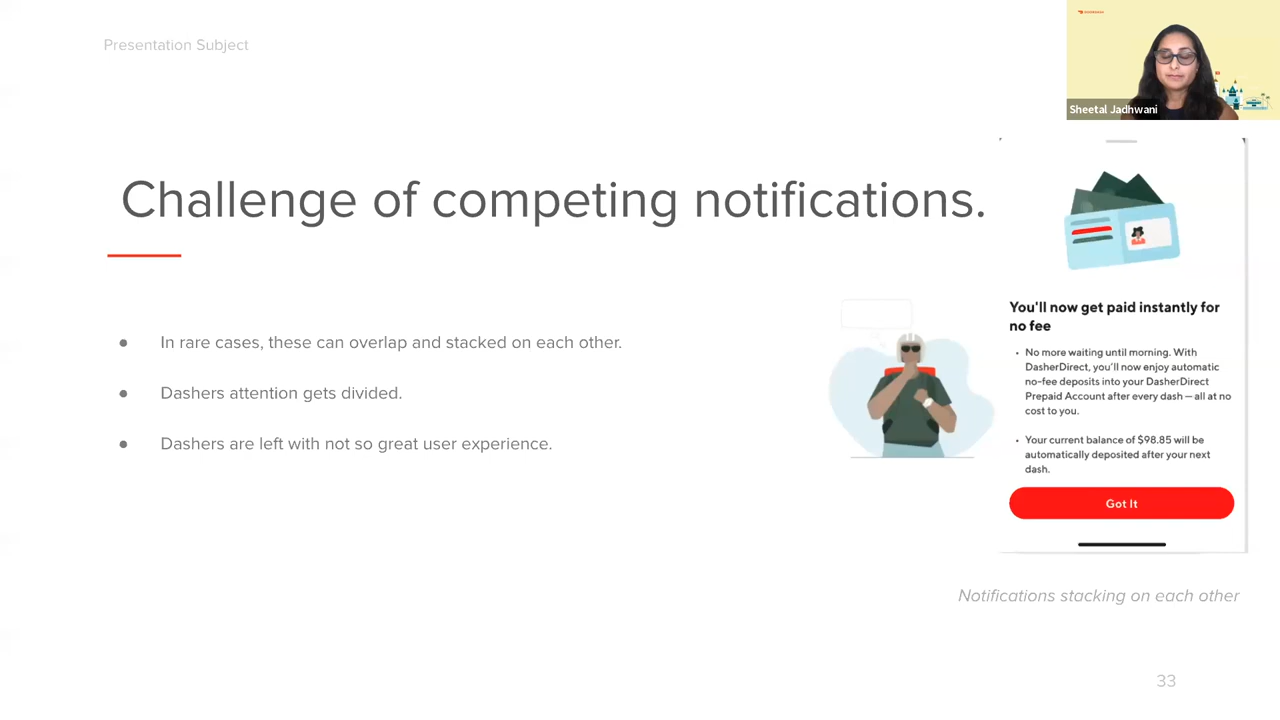 Presentation Subject
Sheetal Jadhwani
Challenge of competing notifications.
● In rare cases, these can overlap and stacked on each other.
● Dashers attention gets divided.
● Dashers are left with not so great user experience.
You'll now get paid instantly for
no fee
• No more waiting until morning. With
DasherDirect, you'll now enjoy automatic
no-fee deposits into your DasherDirect
Prepaid Account after every dash — all at no
cost to you.
• Your current balance of $98.85 will be
automatically deposited after your next
dash.
Got It
Notifications stacking on each other
33